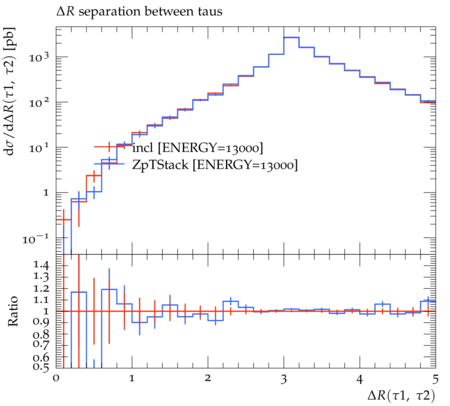 ΔR separation between taus
dσ/dΔR(τ1, τ2) [pb]
10³
10²
10¹
1
10⁻¹
incl [ENERGY=13000]
ZpTStack [ENERGY=13000]
Ratio
1.4
1.3
1.2
1.1
1
0.9
0.8
0.7
0.6
0.5
0 1 2 3 4 5
ΔR(τ1, τ2)